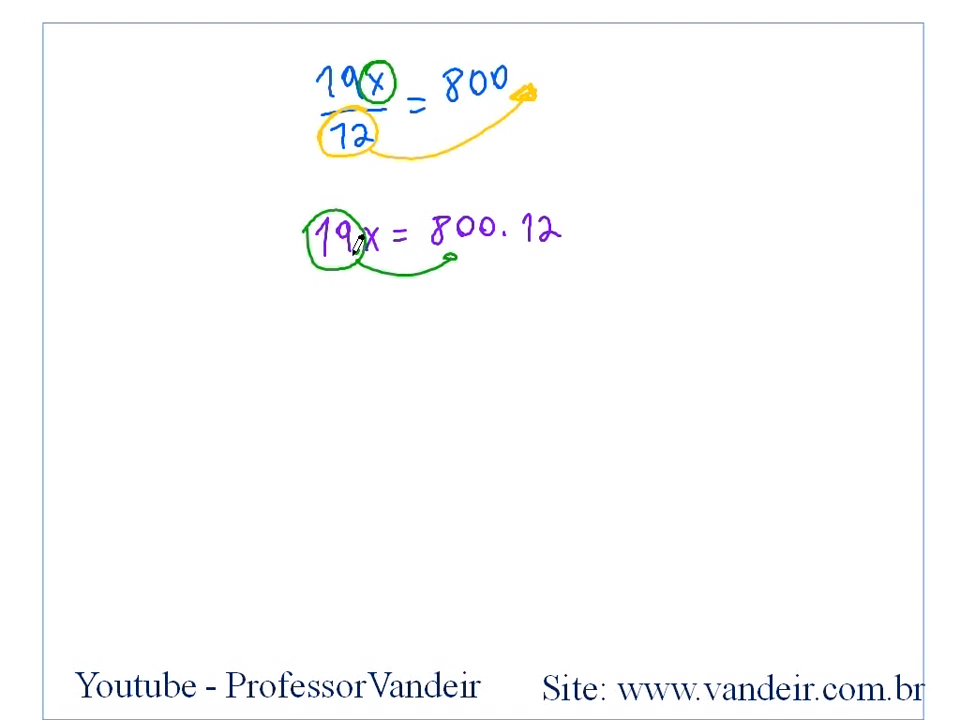 19x
12
= 800
19x = 800.12
Youtube - ProfessorVandeir
Site: www.vandeir.com.br